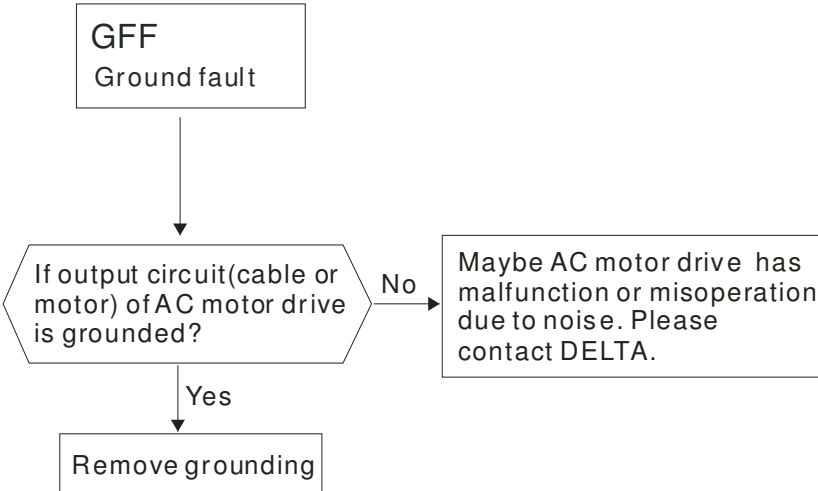 GFF
Ground fault
If output circuit(cable or
motor) of AC motor drive
is grounded?
No
Maybe AC motor drive has
malfunction or misoperation
due to noise. Please
contact DELTA.
Yes
Remove grounding